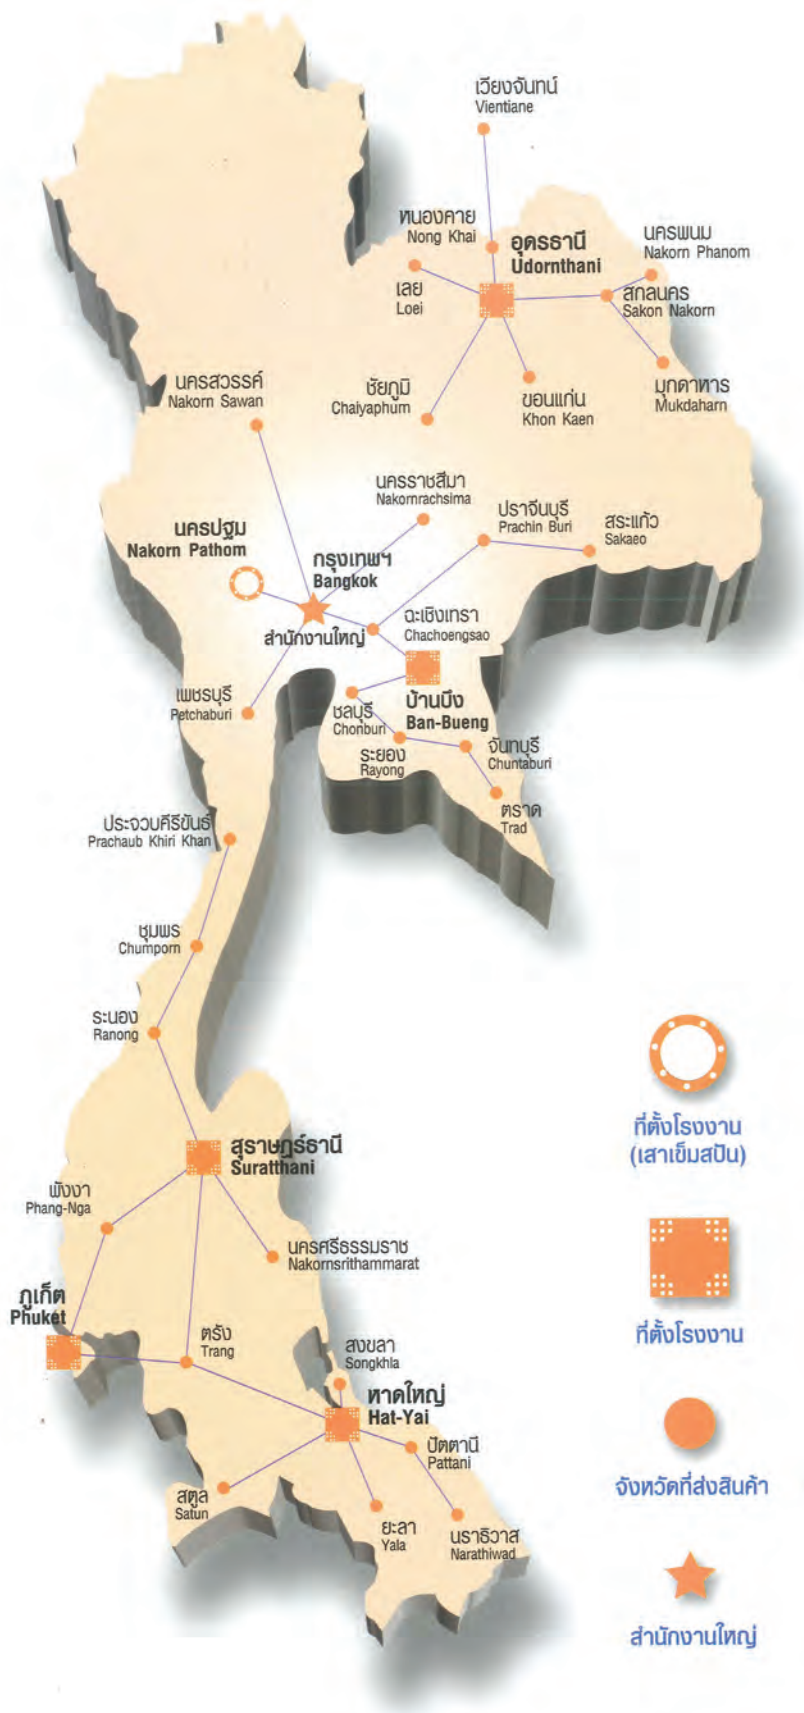 เวียงจันทน์
Vientiane
หนองคาย
Nong Khai
อุดรธานี
Udornthani
นครพนม
Nakorn Phanom
เลย
Loei
สกลนคร
Sakon Nakorn
นครสวรรค์
Nakorn Sawan
ชัยภูมิ
Chaiyaphum
ขอนแก่น
Khon Kaen
มุกดาหาร
Mukdaharn
นครราชสีมา
Nakornrachsima
ปราจีนบุรี
Prachin Buri
สระแก้ว
Sakaeo
นครปฐม
Nakorn Pathom
กรุงเทพฯ
Bangkok
สำนักงานใหญ่
ฉะเชิงเทรา
Chachoengsao
เพชรบุรี
Petchaburi
ชลบุรี
Chonburi
บ้านบึง
Ban-Bueng
ระยอง
Rayong
จันทบุรี
Chuntaburi
ตราด
Trad
ประจวบคีรีขันธ์
Prachaub Khiri Khan
ชุมพร
Chumporn
ระนอง
Ranong
สุราษฎร์ธานี
Suratthani
พังงา
Phang-Nga
นครศรีธรรมราช
Nakornsrithammarat
ภูเก็ต
Phuket
ตรัง
Trang
สงขลา
Songkhla
หาดใหญ่
Hat-Yai
ปัตตานี
Pattani
สตูล
Satun
ยะลา
Yala
นราธิวาส
Narathiwad
ที่ตั้งโรงงาน
(เสาเข็มสปัน)
ที่ตั้งโรงงาน
จังหวัดที่ส่งสินค้า
สำนักงานใหญ่